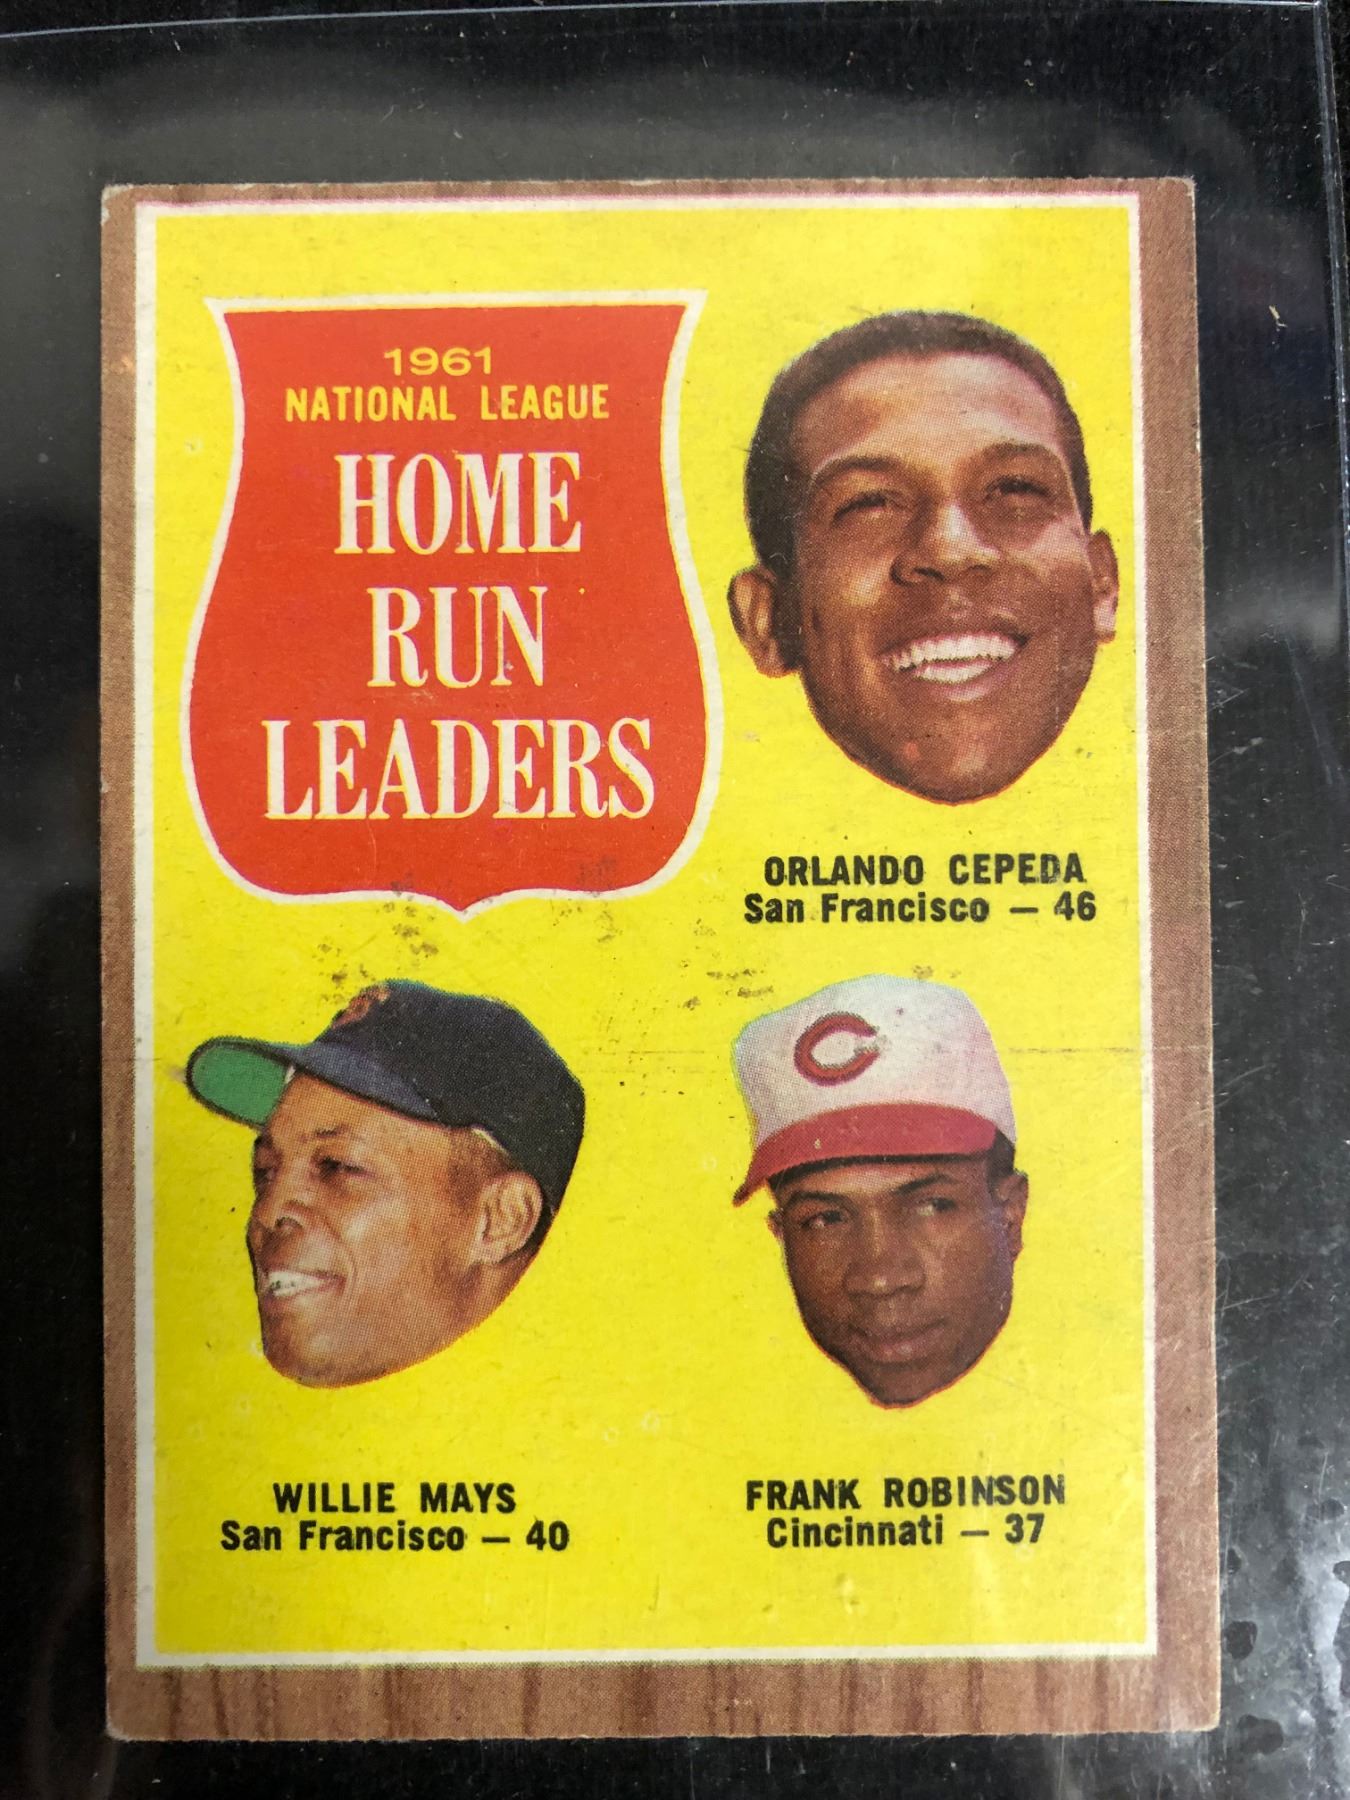 1961
NATIONAL LEAGUE
HOME
RUN
LEADERS
ORLANDO CEPEDA
San Francisco — 46
C
WILLIE MAYS
San Francisco — 40
FRANK ROBINSON
Cincinnati — 37